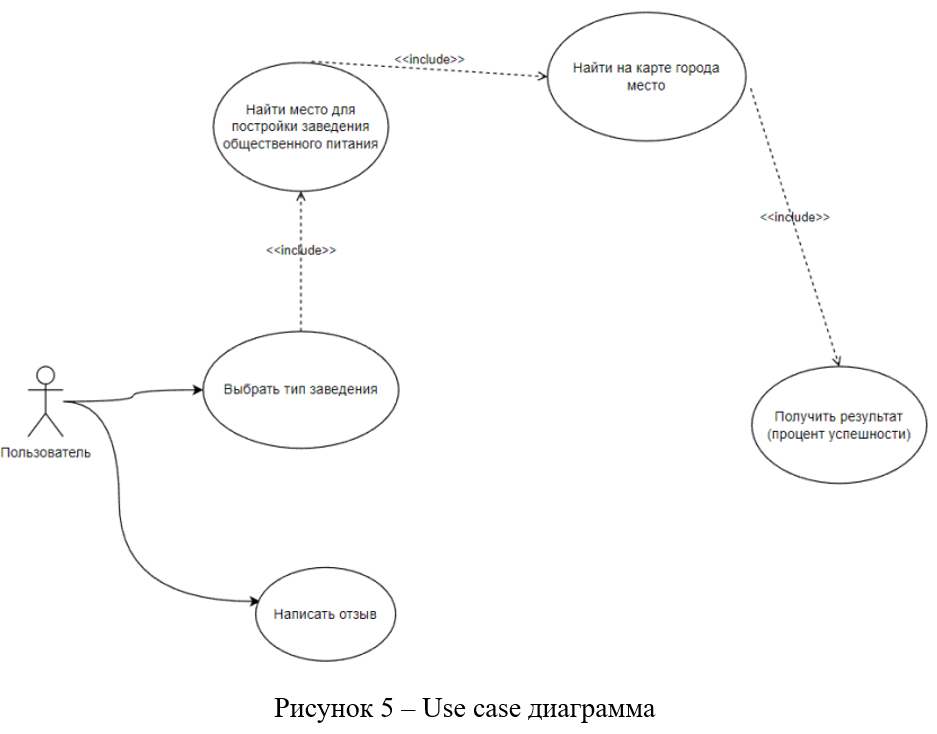 <<include>>
Найти на карте города
место
Найти место для
постройки заведения
общественного питания
<<include>>
<<include>>
Выбрать тип заведения
Получить результат
(процент успешности)
Пользователь
Написать отзыв
Рисунок 5 – Use case диаграмма